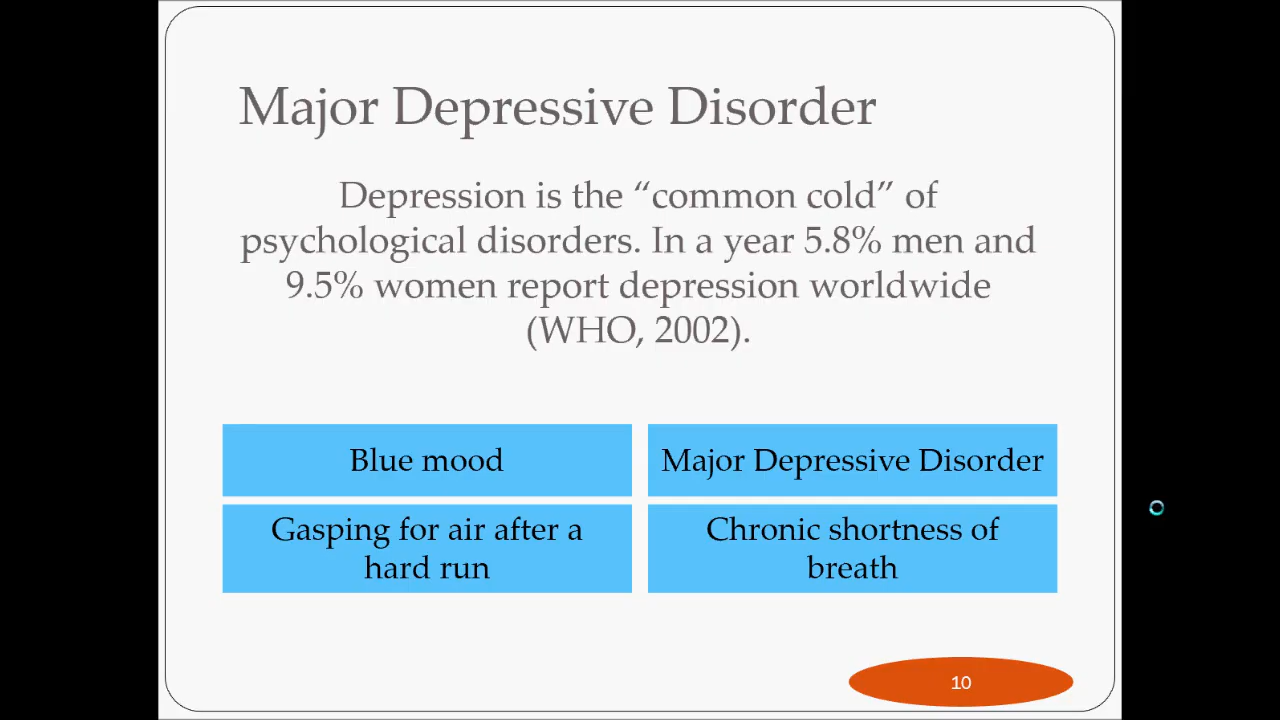 Major Depressive Disorder
Depression is the “common cold” of
psychological disorders. In a year 5.8% men and
9.5% women report depression worldwide
(WHO, 2002).
Blue mood
Major Depressive Disorder
Gasping for air after a
hard run
Chronic shortness of
breath
10